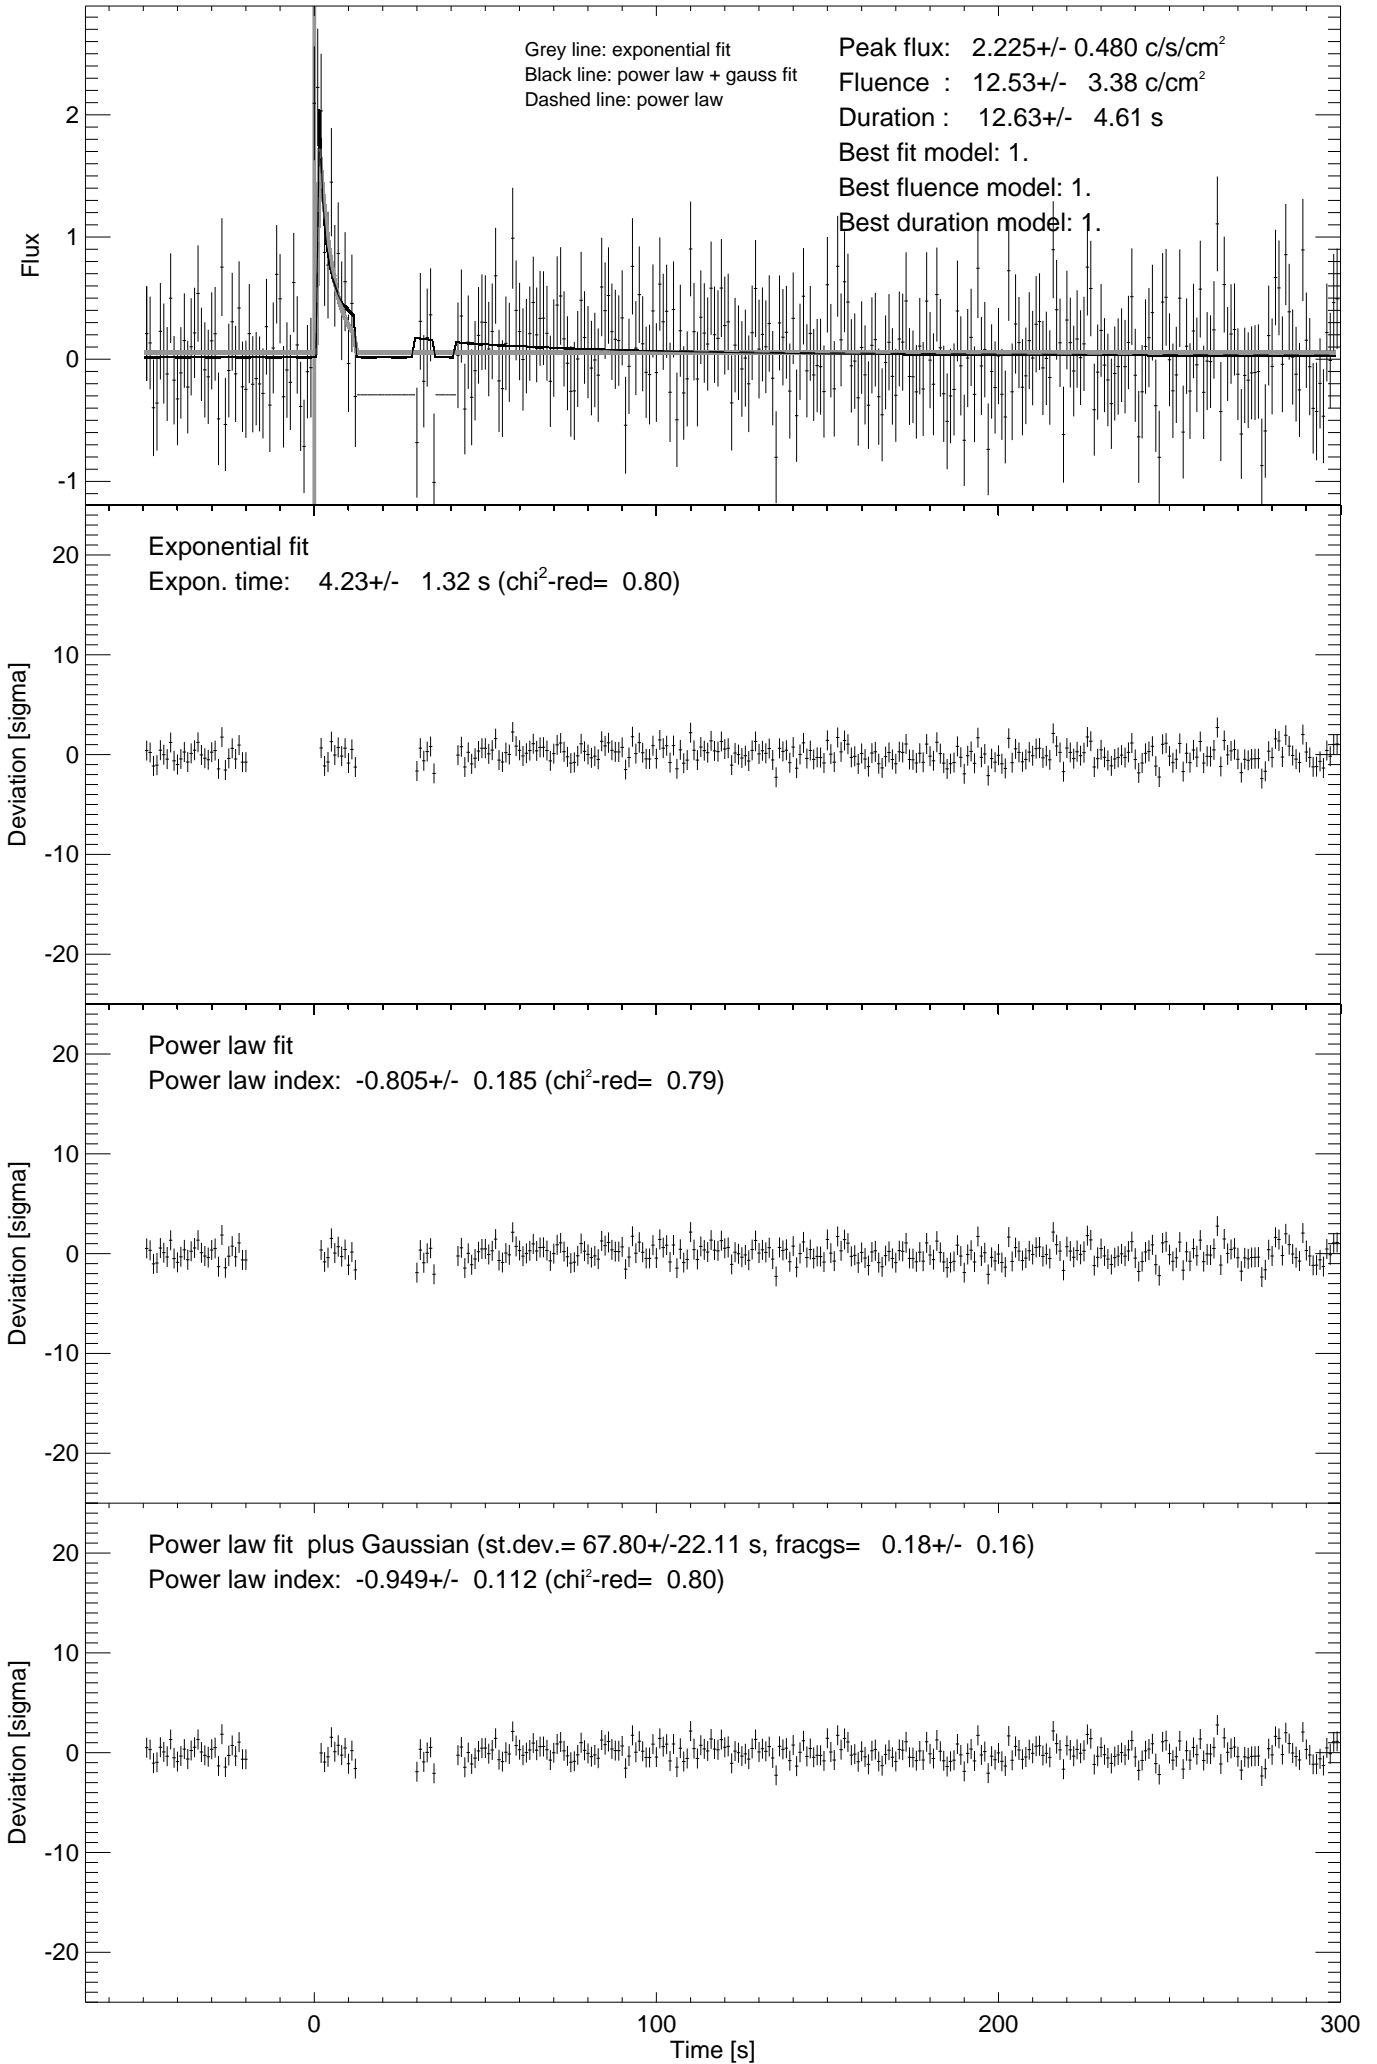 Grey line: exponential fit
Black line: power law + gauss fit
Dashed line: power law
Peak flux: 2.225+/- 0.480 c/s/cm²
Fluence : 12.53+/- 3.38 c/cm²
Duration : 12.63+/- 4.61 s
Best fit model: 1.
Best fluence model: 1.
Best duration model: 1.
Flux
2
1
0
-1
Exponential fit
Expon. time: 4.23+/- 1.32 s (chi²-red= 0.80)
Deviation [sigma]
20
10
0
-10
-20
Power law fit
Power law index: -0.805+/- 0.185 (chi²-red= 0.79)
Deviation [sigma]
20
10
0
-10
-20
Power law fit plus Gaussian (st.dev.= 67.80+/-22.11 s, fracgs= 0.18+/- 0.16)
Power law index: -0.949+/- 0.112 (chi²-red= 0.80)
Deviation [sigma]
20
10
0
-10
-20
0 100 200 300
Time [s]